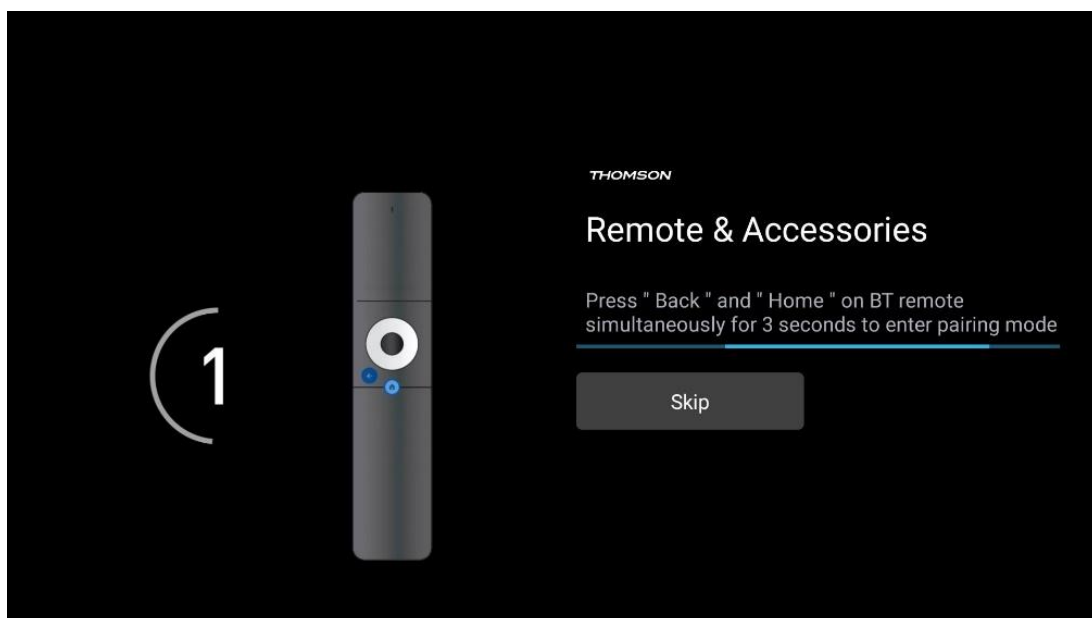 THOMSON
Remote & Accessories
Press " Back " and " Home " on BT remote
simultaneously for 3 seconds to enter pairing mode
1
Skip